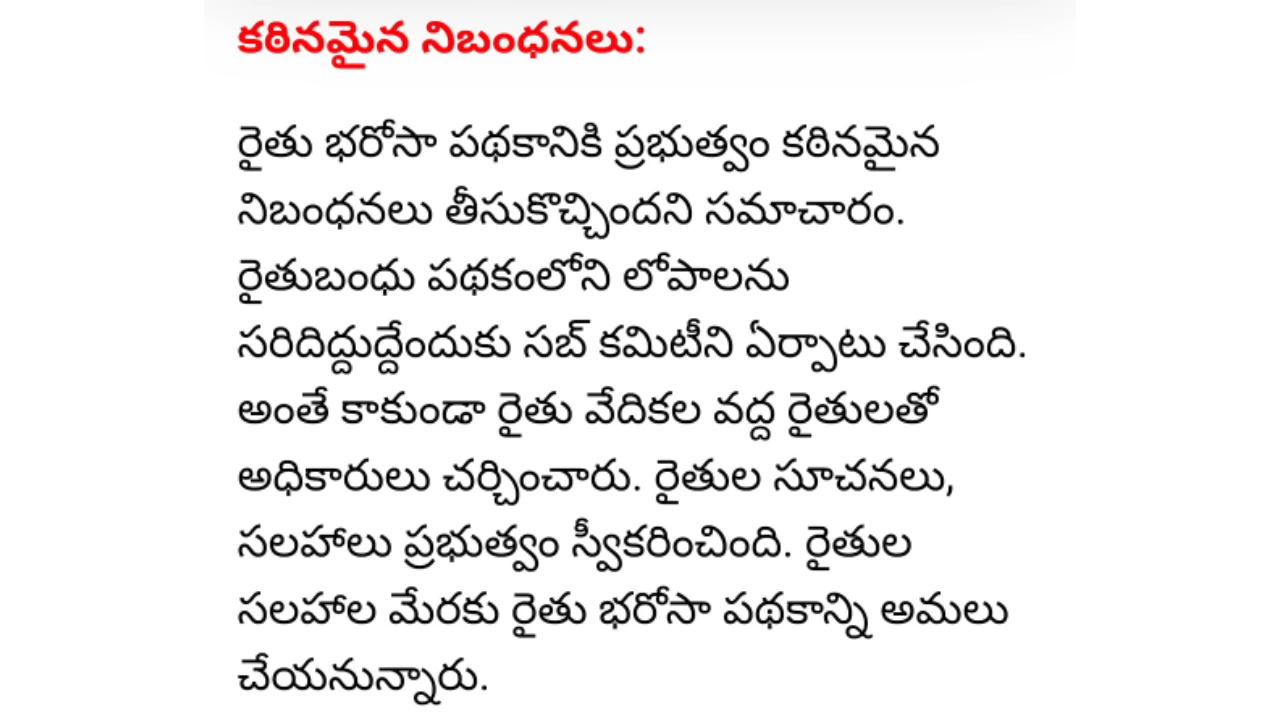 కఠినమైన నిబంధనలు:
రైతు భరోసా పథకానికి ప్రభుత్వం కఠినమైన
నిబంధనలు తీసుకొచ్చిందని సమాచారం.
రైతుబంధు పథకంలోని లోపాలను
సరిదిద్దుద్దేందుకు సబ్ కమిటీని ఏర్పాటు చేసింది.
అంతే కాకుండా రైతు వేదికల వద్ద రైతులతో
అధికారులు చర్చించారు. రైతుల సూచనలు,
సలహాలు ప్రభుత్వం స్వీకరించింది. రైతుల
సలహాల మేరకు రైతు భరోసా పథకాన్ని అమలు
చేయనున్నారు.